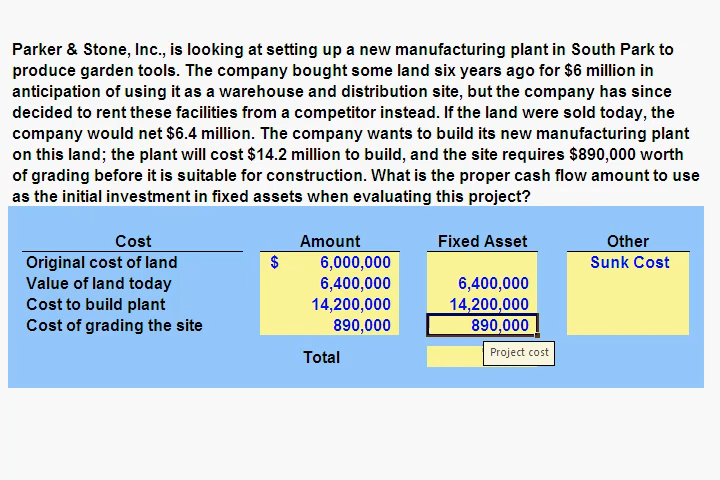 Parker & Stone, Inc., is looking at setting up a new manufacturing plant in South Park to
produce garden tools. The company bought some land six years ago for $6 million in
anticipation of using it as a warehouse and distribution site, but the company has since
decided to rent these facilities from a competitor instead. If the land were sold today, the
company would net $6.4 million. The company wants to build its new manufacturing plant
on this land; the plant will cost $14.2 million to build, and the site requires $890,000 worth
of grading before it is suitable for construction. What is the proper cash flow amount to use
as the initial investment in fixed assets when evaluating this project?
Cost Amount Fixed Asset Other
Original cost of land $ 6,000,000 Sunk Cost
Value of land today 6,400,000 6,400,000
Cost to build plant 14,200,000 14,200,000
Cost of grading the site 890,000 890,000
Total Project cost